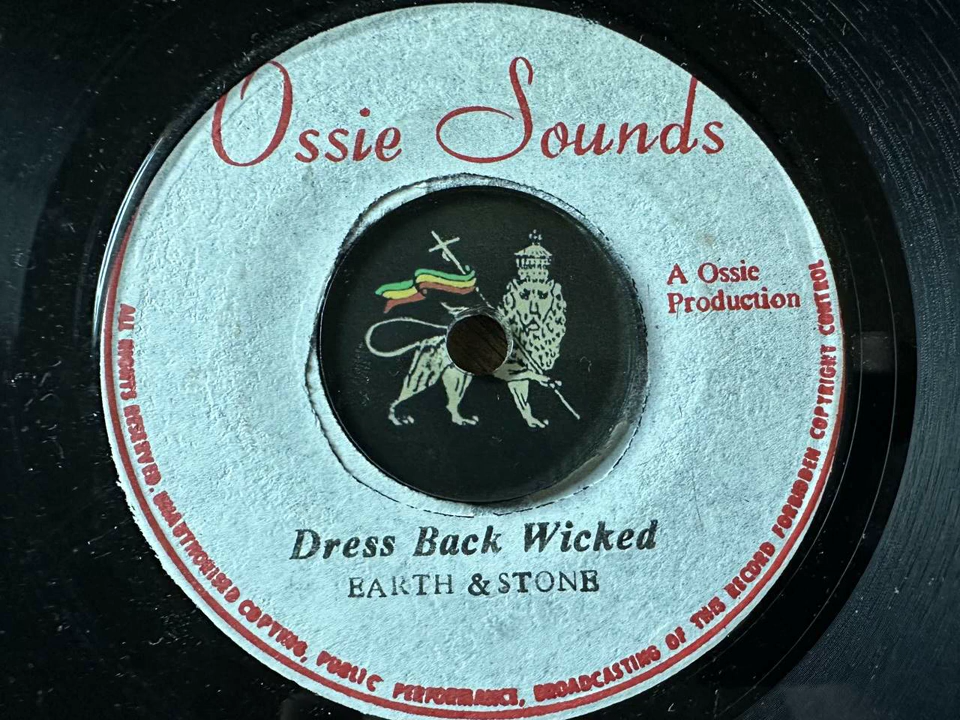 Ossie Sounds
A Ossie
Production
Dress Back Wicked
EARTH & STONE
ALL RIGHTS RESERVED. UNAUTHORISED COPYING, PUBLIC PERFORMANCE, BROADCASTING OF THIS RECORD FORBIDDEN COPYRIGHT CONTROL